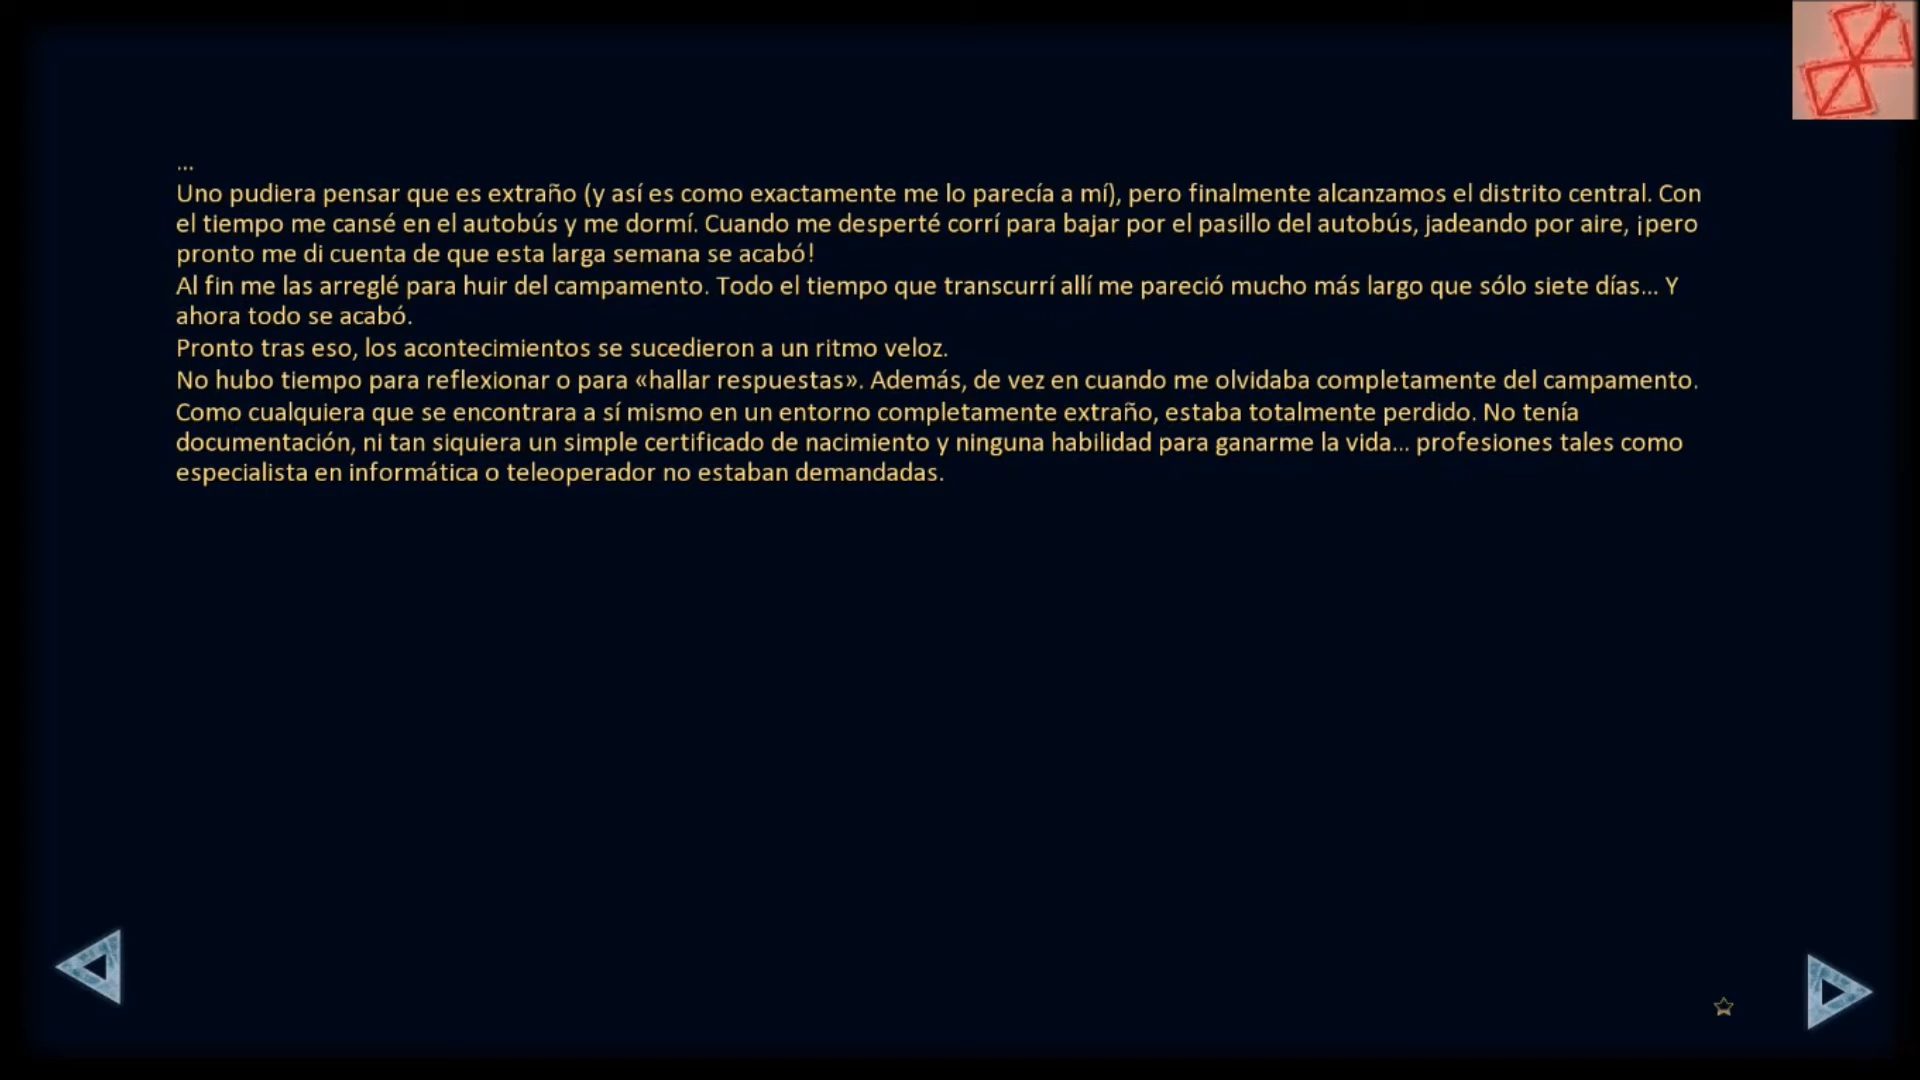 ...
Uno pudiera pensar que es extraño (y así es como exactamente me lo parecía a mí), pero finalmente alcanzamos el distrito central. Con
el tiempo me cansé en el autobús y me dormí. Cuando me desperté corrí para bajar por el pasillo del autobús, jadeando por aire, ¡pero
pronto me di cuenta de que esta larga semana se acabó!
Al fin me las arreglé para huir del campamento. Todo el tiempo que transcurrí allí me pareció mucho más largo que sólo siete días... Y
ahora todo se acabó.
Pronto tras eso, los acontecimientos se sucedieron a un ritmo veloz.
No hubo tiempo para reflexionar o para «hallar respuestas». Además, de vez en cuando me olvidaba completamente del campamento.
Como cualquiera que se encontrara a sí mismo en un entorno completamente extraño, estaba totalmente perdido. No tenía
documentación, ni tan siquiera un simple certificado de nacimiento y ninguna habilidad para ganarme la vida... profesiones tales como
especialista en informática o teleoperador no estaban demandadas.